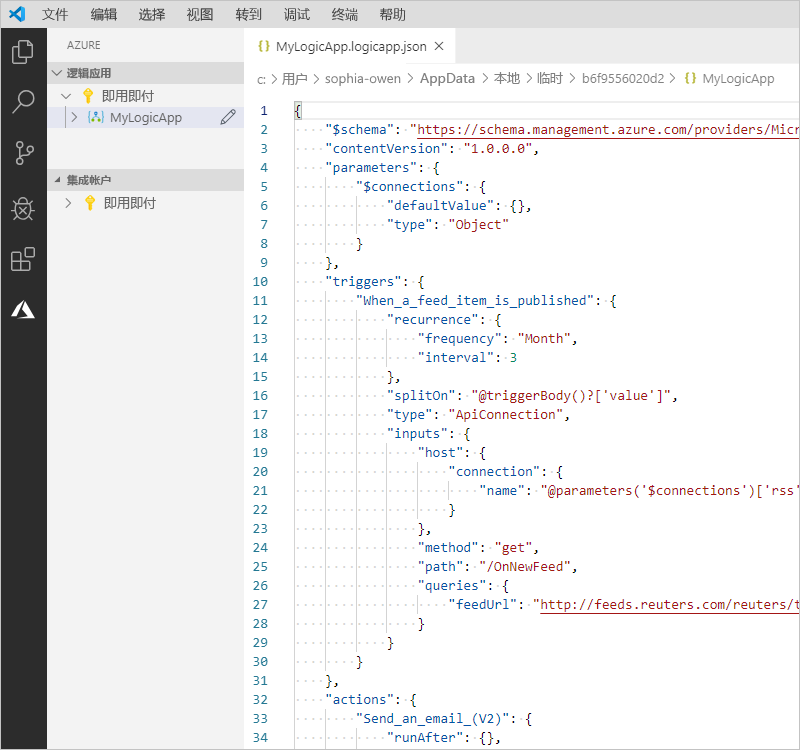 文件 编辑 选择 视图 转到 调试 终端 帮助
AZURE
逻辑应用
即用即付
MyLogicApp
集成帐户
即用即付
MyLogicApp.logicapp.json
c: > 用户 > sophia-owen > AppData > 本地 > 临时 > b6f9556020d2 > {} MyLogicApp
1 {
2 "$schema": "https://schema.management.azure.com/providers/Micr
3 "contentVersion": "1.0.0.0",
4 "parameters": {
5 "$connections": {
6 "defaultValue": {},
7 "type": "Object"
8 }
9 },
10 "triggers": {
11 "When_a_feed_item_is_published": {
12 "recurrence": {
13 "frequency": "Month",
14 "interval": 3
15 },
16 "splitOn": "@triggerBody()?['value']",
17 "type": "ApiConnection",
18 "inputs": {
19 "host": {
20 "connection": {
21 "name": "@parameters('$connections')['rss'
22 }
23 },
24 "method": "get",
25 "path": "/OnNewFeed",
26 "queries": {
27 "feedUrl": "http://feeds.reuters.com/reuters/t
28 }
29 }
30 }
31 },
32 "actions": {
33 "Send_an_email_(V2)": {
34 "runAfter": {},